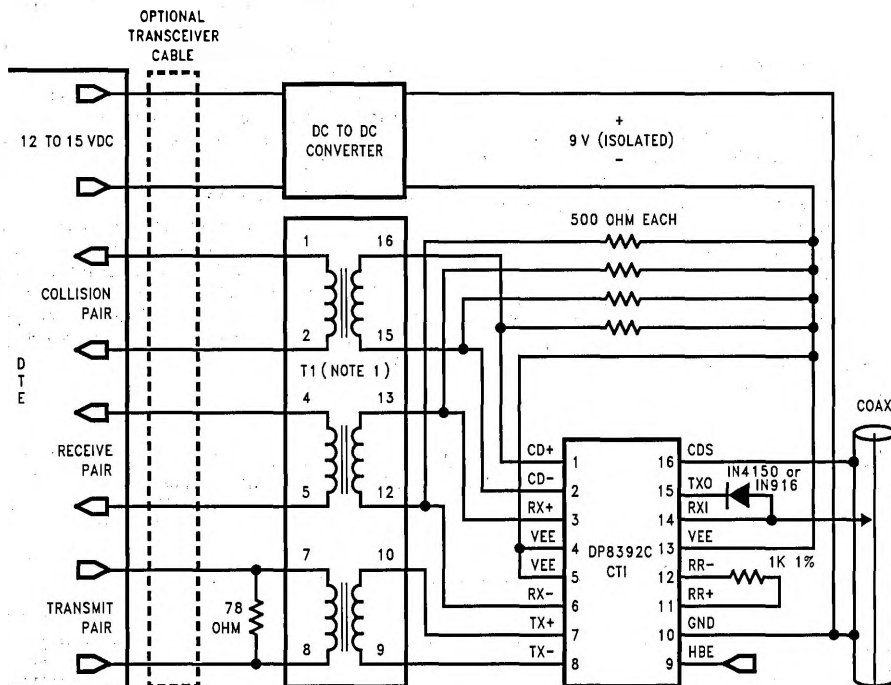 OPTIONAL
TRANSCEIVER
CABLE
12 TO 15 VDC
DC TO DC
CONVERTER
+
9 V (ISOLATED)
-
500 OHM EACH
1
16
COLLISION
PAIR
2
15
T1 (NOTE 1)
D
T
E
4
13
RECEIVE
PAIR
5
12
7
10
TRANSMIT
PAIR
78
OHM
8
9
COAX
CD+
1
16
CDS
IN4150 or
IN916
CD-
2
15
TXO
RX+
3
14
RXI
VEE
4
DP8392C
CTI
13
VEE
VEE
5
12
RR-
1K 1%
RX-
6
11
RR+
TX+
7
10
GND
TX-
8
9
HBE